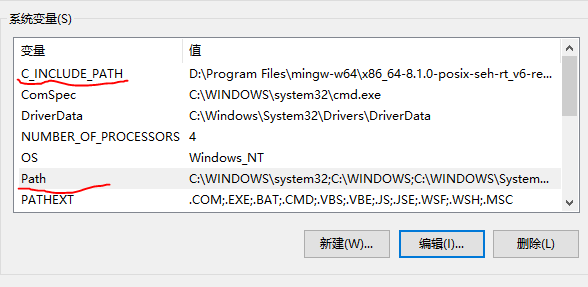 系统变量(S)
变量 值
C_INCLUDE_PATH D:\Program Files\mingw-w64\x86_64-8.1.0-posix-seh-rt_v6-re...
ComSpec C:\WINDOWS\system32\cmd.exe
DriverData C:\Windows\System32\Drivers\DriverData
NUMBER_OF_PROCESSORS 4
OS Windows_NT
Path C:\WINDOWS\system32;C:\WINDOWS;C:\WINDOWS\System...
PATHEXT .COM;.EXE;.BAT;.CMD;.VBS;.VBE;.JS;.JSE;.WSF;.WSH;.MSC
新建(W)... 编辑(I)... 删除(L)